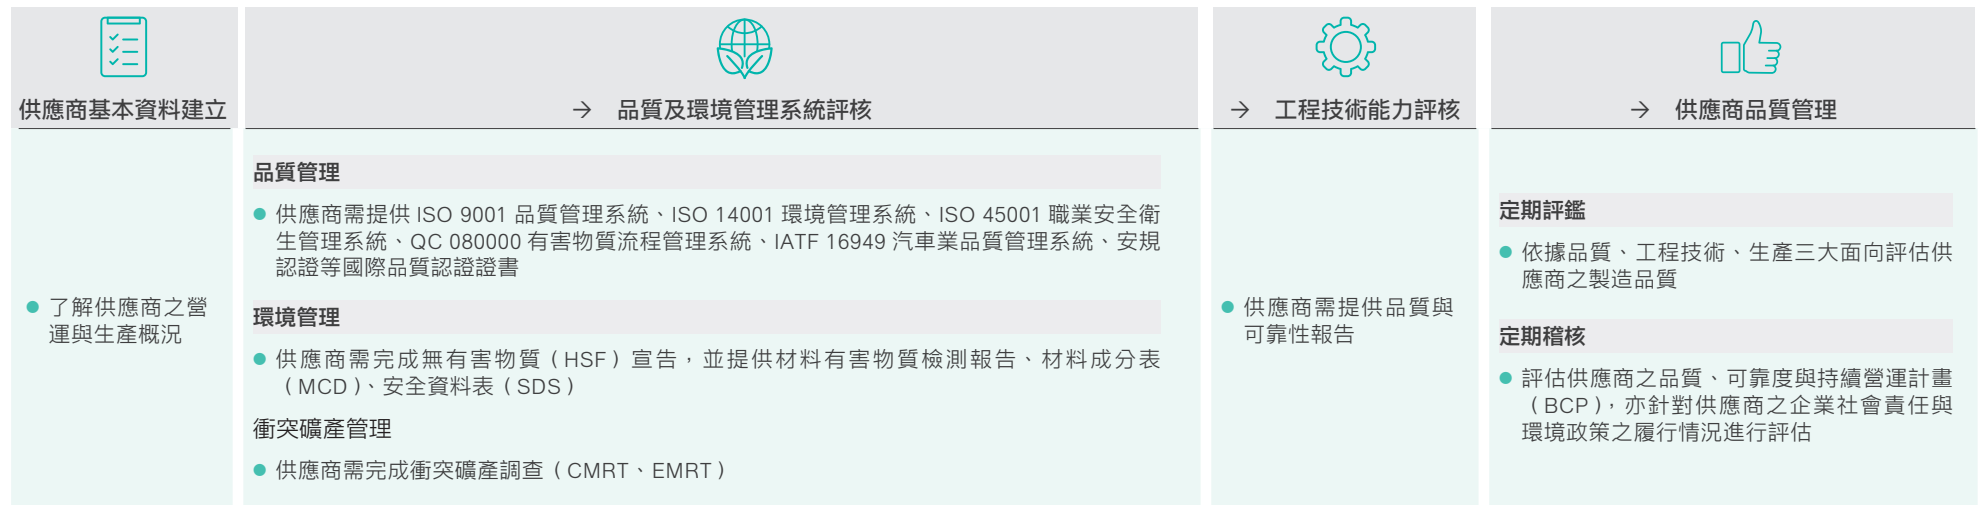 供應商基本資料建立
→ 品質及環境管理系統評核
→ 工程技術能力評核
→ 供應商品質管理
● 了解供應商之營
運與生產概況
品質管理
● 供應商需提供 ISO 9001 品質管理系統、ISO 14001 環境管理系統、ISO 45001 職業安全衛
生管理系統、QC 080000 有害物質流程管理系統、IATF 16949 汽車業品質管理系統、安規
認證等國際品質認證證書
環境管理
● 供應商需完成無有害物質（HSF）宣告，並提供材料有害物質檢測報告、材料成分表
（MCD）、安全資料表（SDS）
衝突礦產管理
● 供應商需完成衝突礦產調查（CMRT、EMRT）
● 供應商需提供品質與
可靠性報告
定期評鑑
● 依據品質、工程技術、生產三大面向評估供
應商之製造品質
定期稽核
● 評估供應商之品質、可靠度與持續營運計畫
（BCP），亦針對供應商之企業社會責任與
環境政策之履行情況進行評估